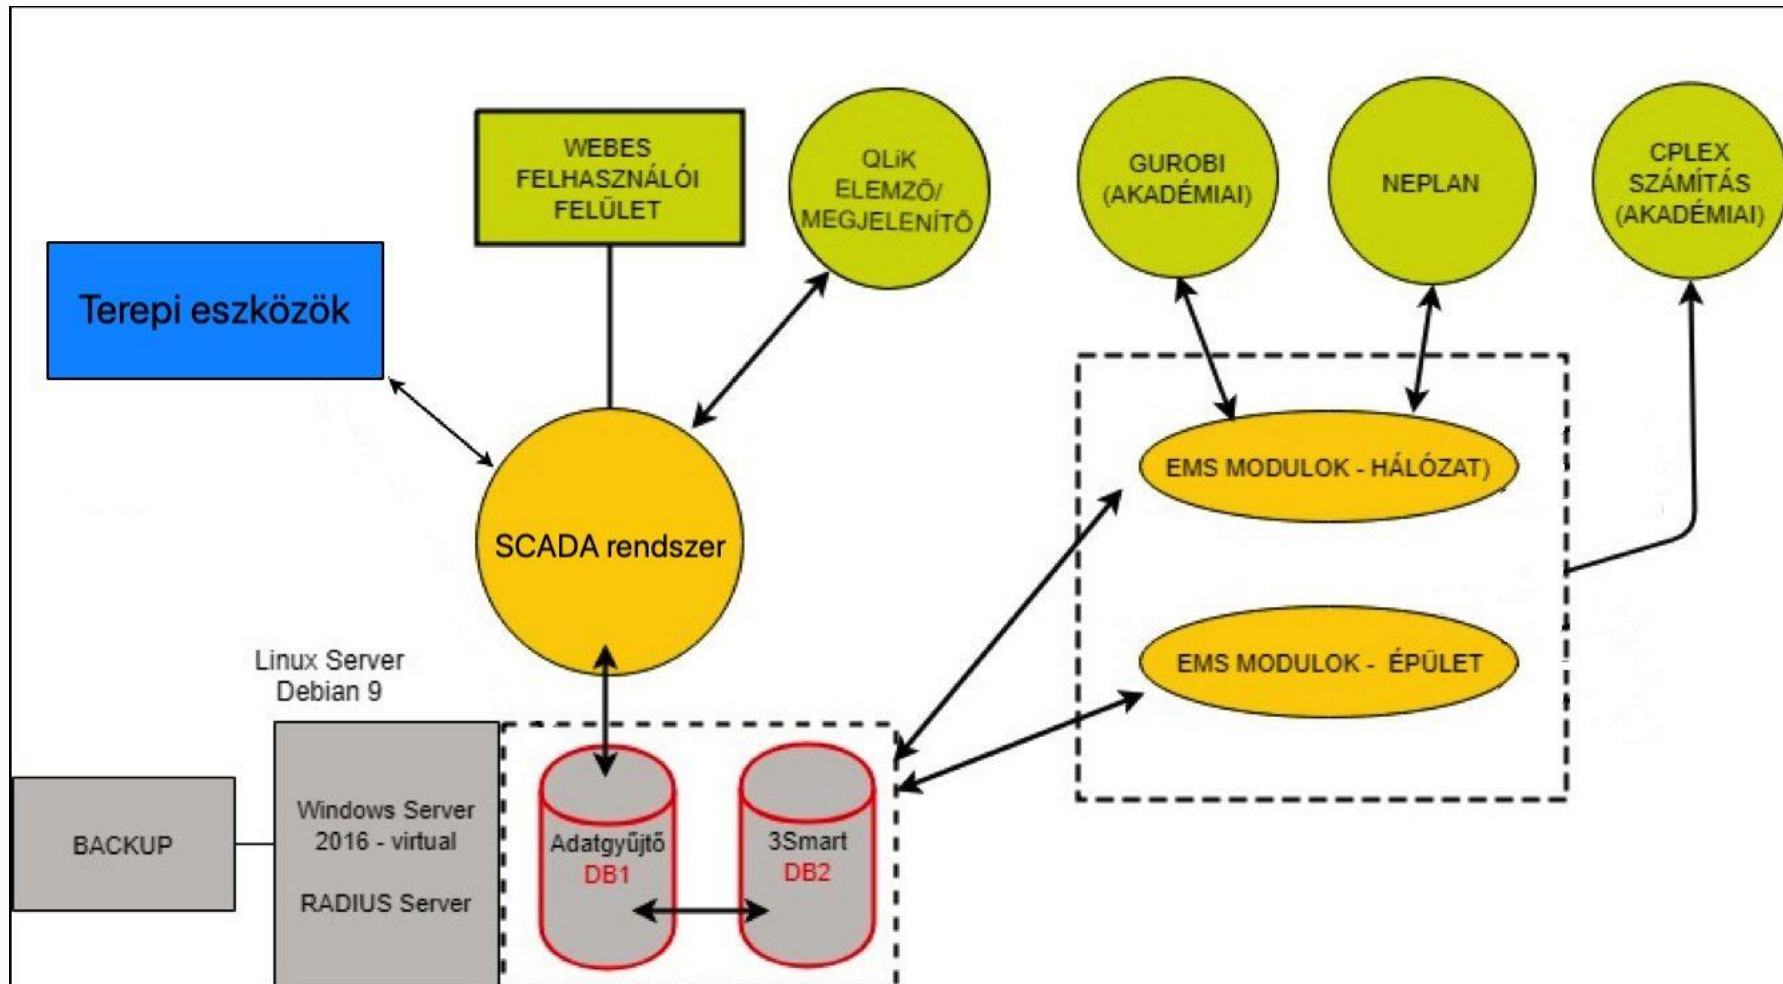 WEBES
FELHASZNÁLÓI
FELÜLET
QLiK
ELEMZŐ/
MEGJELENÍTŐ
GUROBI
(AKADÉMIAI)
NEPLAN
CPLEX
SZÁMÍTÁS
(AKADÉMIAI)
Terepi eszközök
EMS MODULOK - HÁLÓZAT)
SCADA rendszer
EMS MODULOK - ÉPÜLET
Linux Server
Debian 9
BACKUP
Windows Server
2016 - virtual
RADIUS Server
Adatgyűjtő
DB1
3Smart
DB2